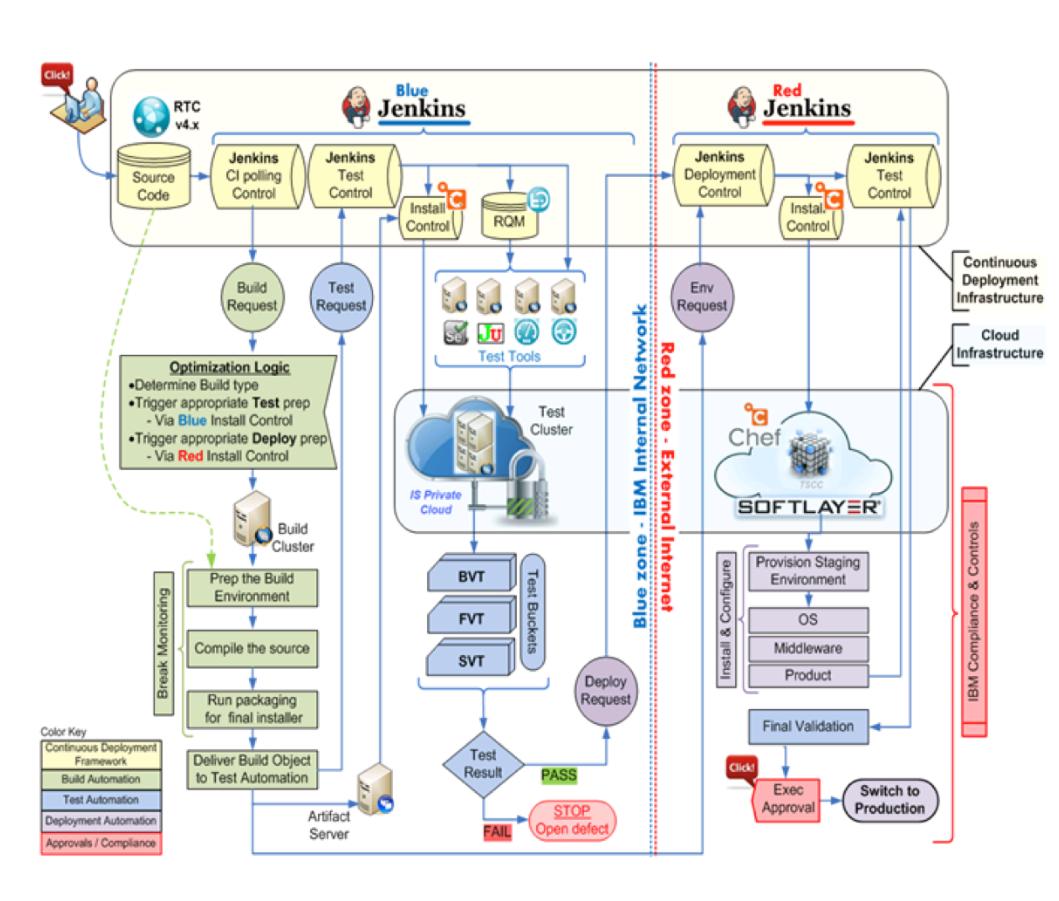 Click!
RTC
v4.x
Blue
Jenkins
Red
Jenkins
Source
Code
Jenkins
CI polling
Control
Jenkins
Test
Control
Install
Control
RQM
Jenkins
Deployment
Control
Instal
Control
Jenkins
Test
Control
Continuous
Deployment
Infrastructure
Cloud
Infrastructure
Build
Request
Test
Request
Env
Request
Se
JU
Test Tools
Optimization Logic
•Determine Build type
•Trigger appropriate Test prep
- Via Blue Install Control
•Trigger appropriate Deploy prep
- Via Red Install Control
Test
Cluster
IS Private
Cloud
Blue zone - IBM Internal Network
Red zone - External Internet
Chef
TSCC
SOFTLAYER
Build
Cluster
Break Monitoring
Prep the Build
Environment
Compile the source
Run packaging
for final installer
Deliver Build Object
to Test Automation
Artifact
Server
BVT
FVT
SVT
Test Buckets
Test
Result
PASS
FAIL
STOP
Open defect
Deploy
Request
Install & Configure
Provision Staging
Environment
OS
Middleware
Product
Final Validation
Click!
Exec
Approval
Switch to
Production
IBM Compliance & Controls
Color Key
Continuous Deployment
Framework
Build Automation
Test Automation
Deployment Automation
Approvals / Compliance